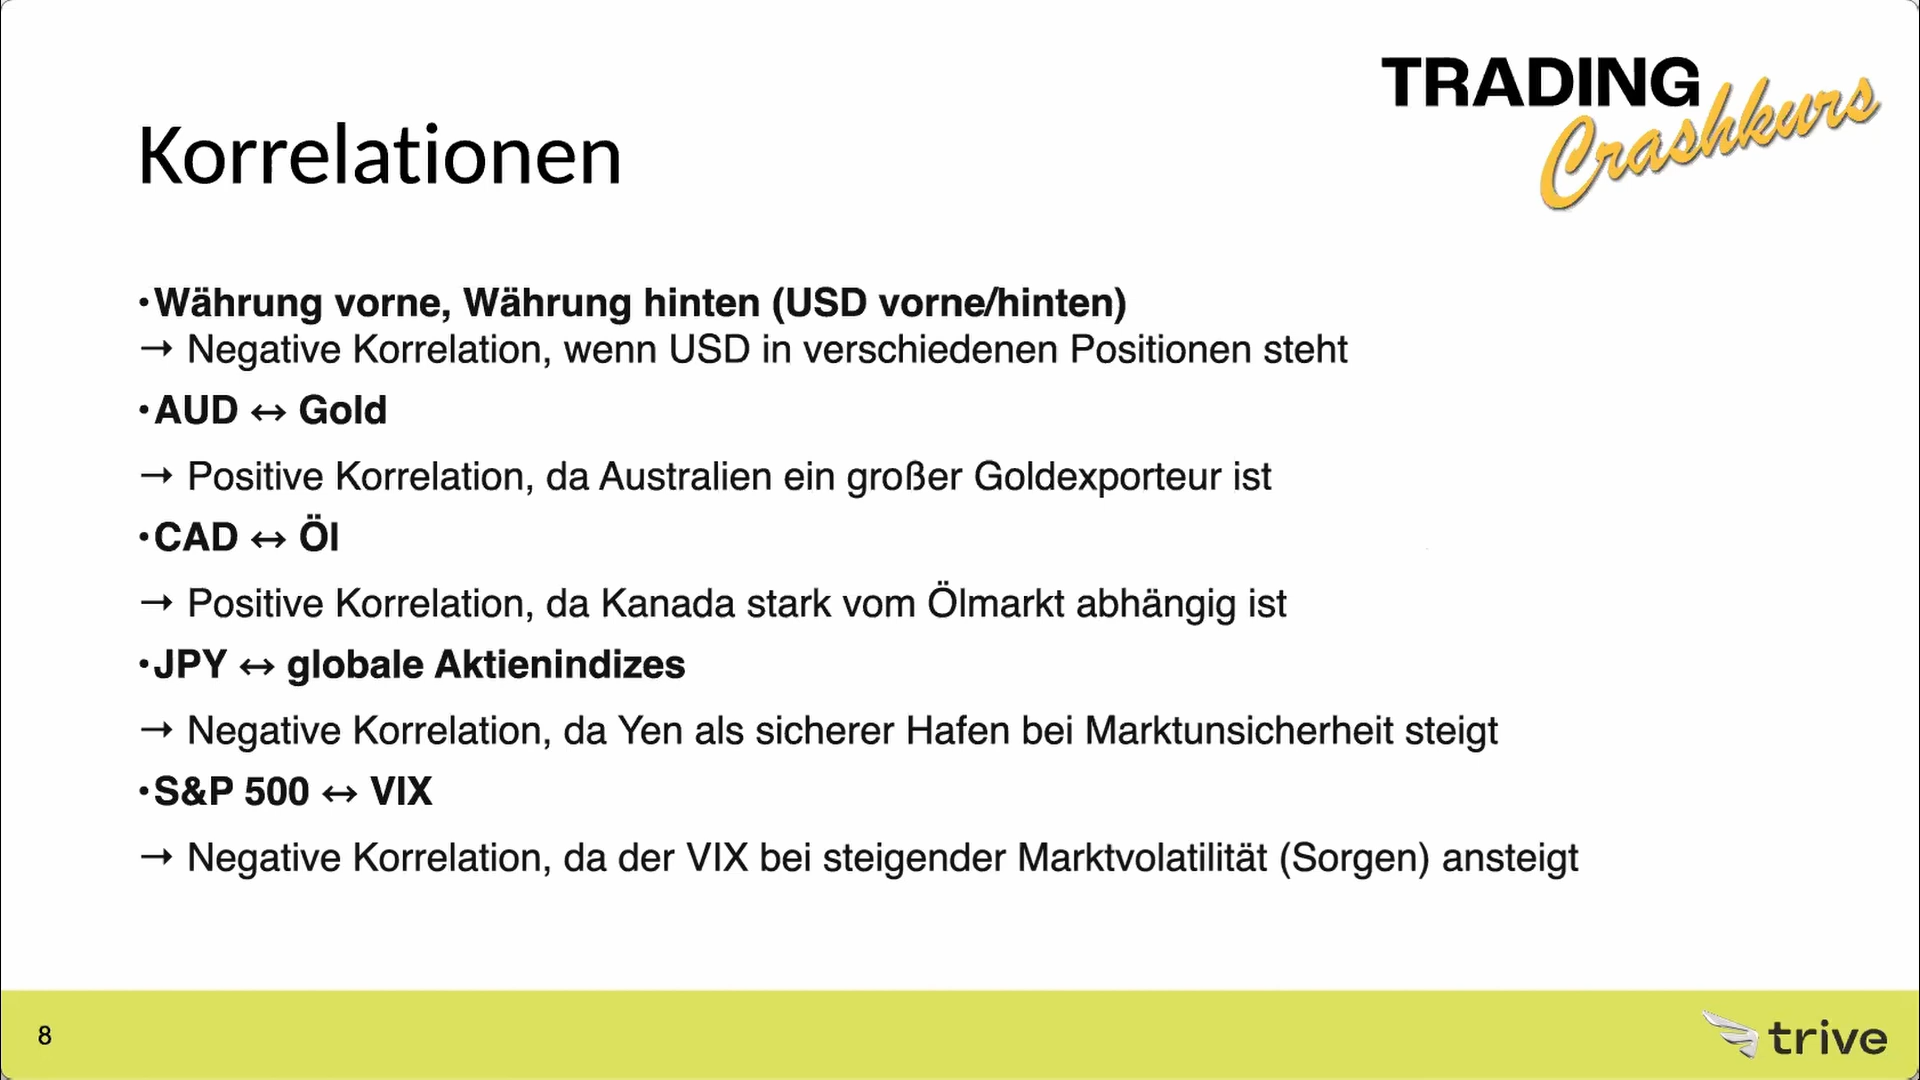 TRADING
Crashkurs
Korrelationen
•Währung vorne, Währung hinten (USD vorne/hinten)
→ Negative Korrelation, wenn USD in verschiedenen Positionen steht
•AUD ↔ Gold
→ Positive Korrelation, da Australien ein großer Goldexporteur ist
•CAD ↔ Öl
→ Positive Korrelation, da Kanada stark vom Ölmarkt abhängig ist
•JPY ↔ globale Aktienindizes
→ Negative Korrelation, da Yen als sicherer Hafen bei Marktunsicherheit steigt
•S&P 500 ↔ VIX
→ Negative Korrelation, da der VIX bei steigender Marktvolatilität (Sorgen) ansteigt
8
trive